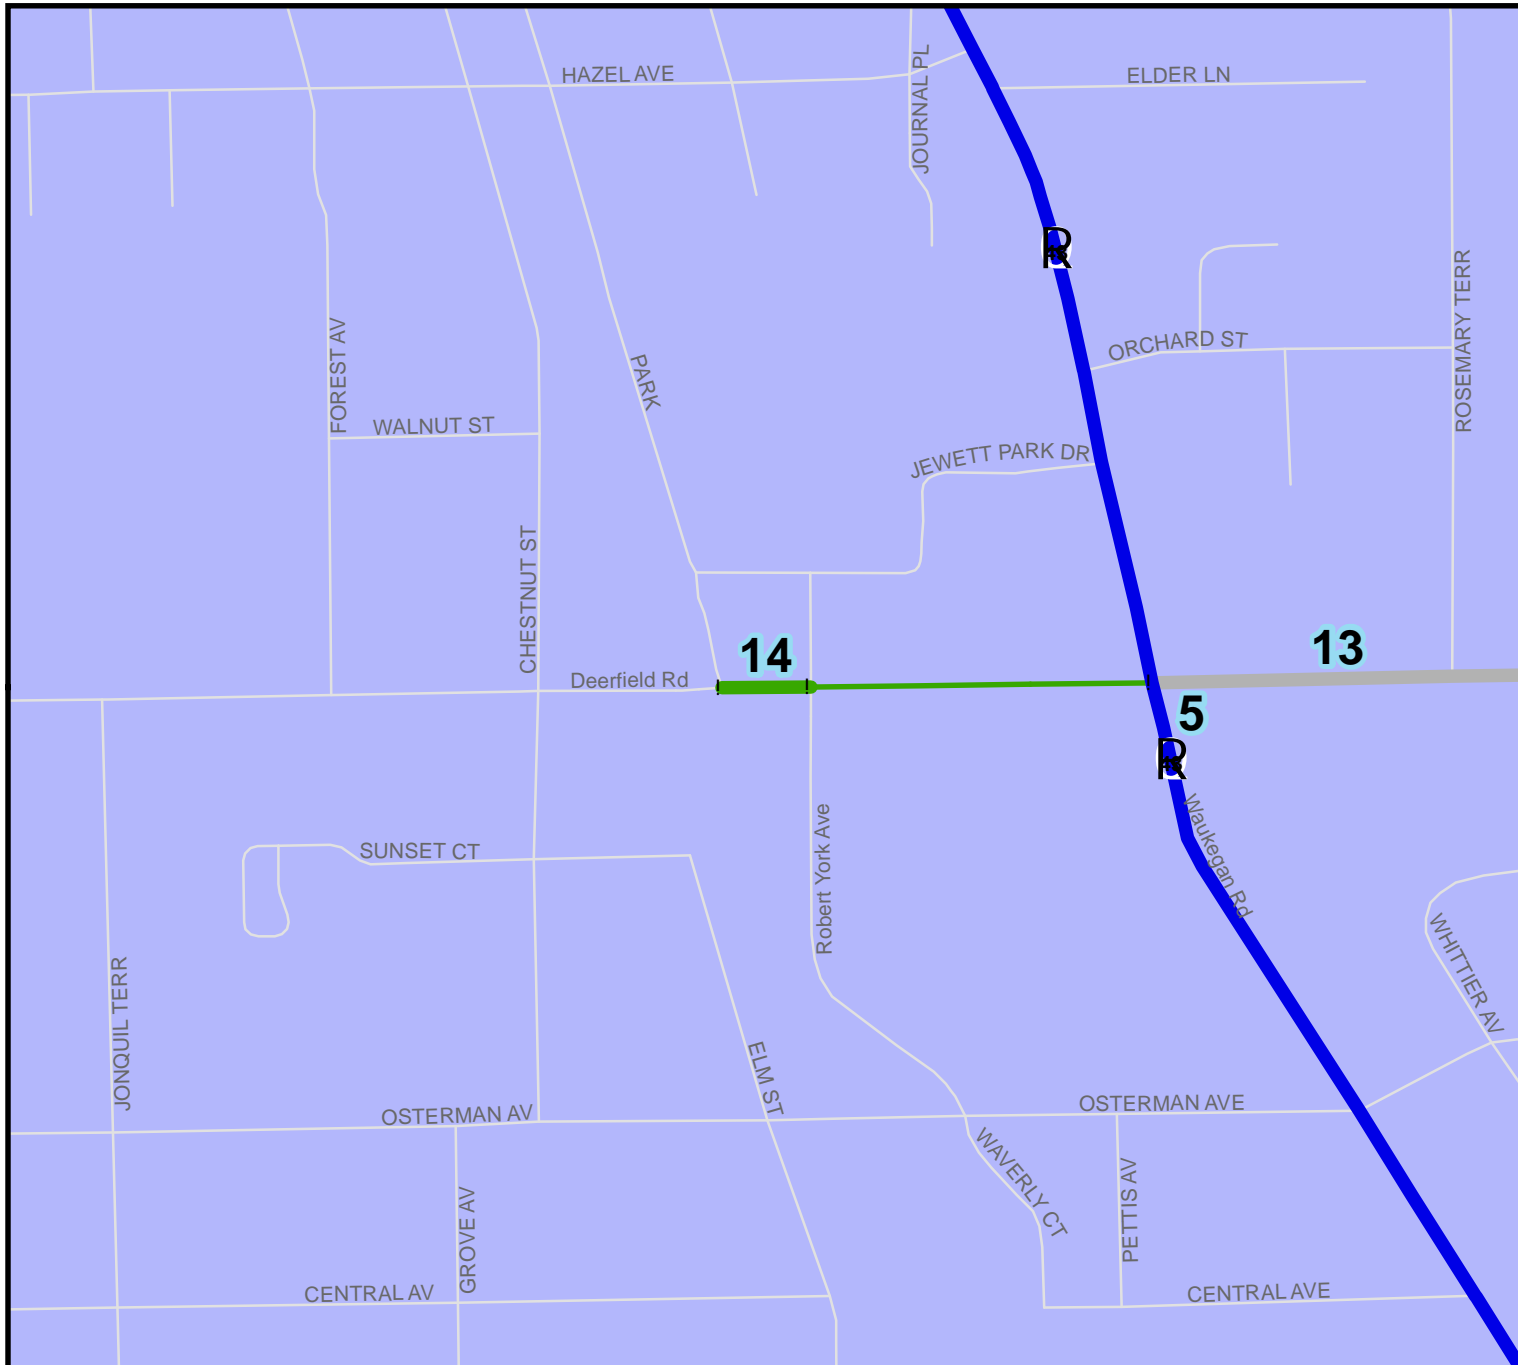 HAZEL AVE
JOURNAL PL
ELDER LN
R
FOREST AV
PARK
ORCHARD ST
ROSEMARY TERR
WALNUT ST
JEWETT PARK DR
CHESTNUT ST
14
13
Deerfield Rd
5
R
Waukegan Rd
SUNSET CT
Robert York Ave
WHITTIER AV
JONQUIL TERR
ELM ST
OSTERMAN AV
OSTERMAN AVE
WAVERLY CT
PETTIS AV
GROVE AV
CENTRAL AV
CENTRAL AVE